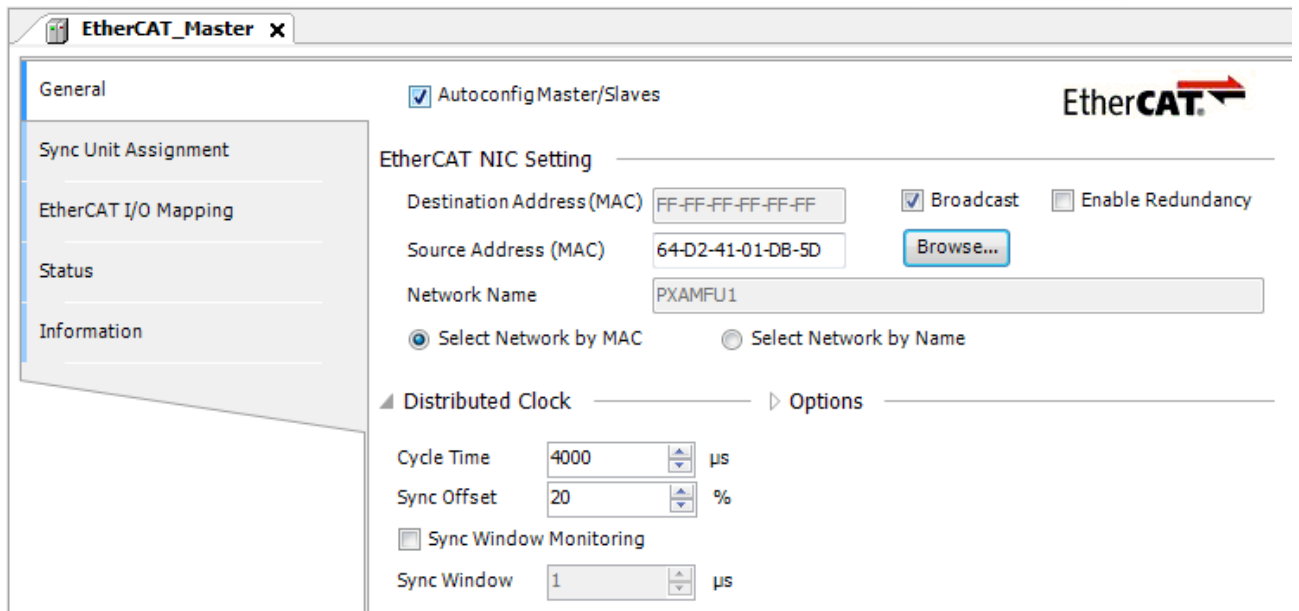 EtherCAT_Master
General
Autoconfig Master/Slaves
EtherCAT.
Sync Unit Assignment
EtherCAT I/O Mapping
Status
Information
EtherCAT NIC Setting
Destination Address (MAC) FF-FF-FF-FF-FF-FF Broadcast Enable Redundancy
Source Address (MAC) 64-D2-41-01-DB-5D Browse...
Network Name PXAMFU1
Select Network by MAC Select Network by Name
Distributed Clock Options
Cycle Time 4000 µs
Sync Offset 20 %
Sync Window Monitoring
Sync Window 1 µs